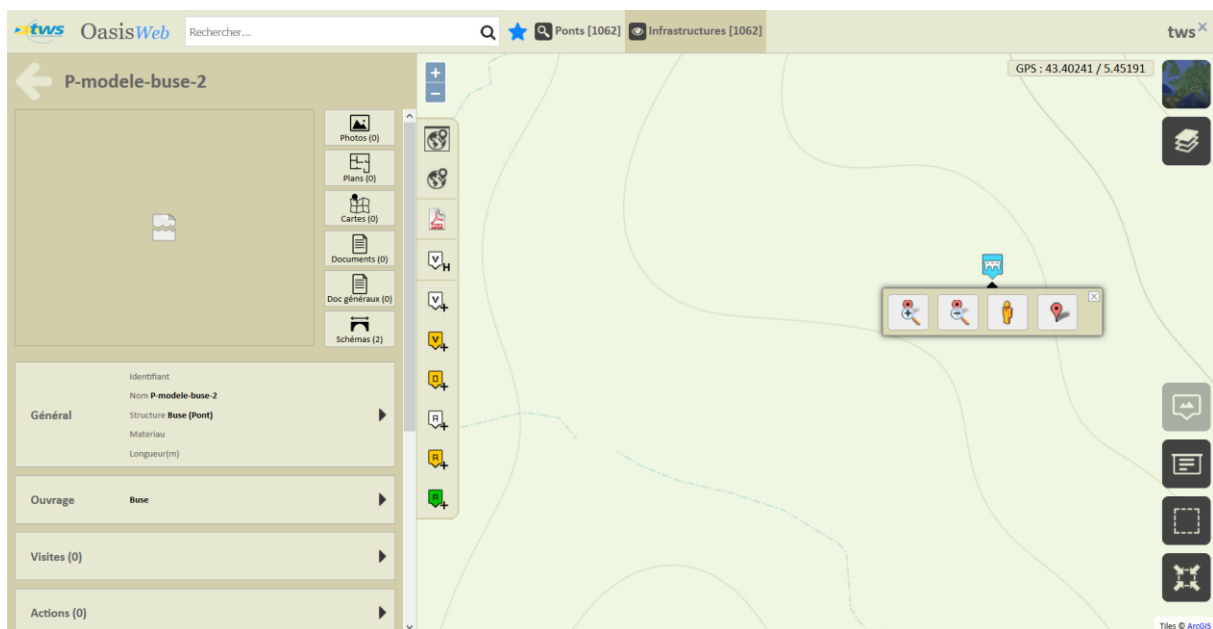 tws OasisWeb Rechercher... Ponts [1062] Infrastructures [1062] tws×
P-modele-buse-2
GPS : 43.40241 / 5.45191
Photos (0)
Plans (0)
Cartes (0)
Documents (0)
Doc généraux (0)
Schémas (2)
Général
Identifiant
Nom P-modele-buse-2
Structure Buse (Pont)
Materiau
Longueur(m)
Ouvrage Buse
Visites (0)
Actions (0)
+
−
V H
V +
V +
D +
A +
A +
A +
Tiles © ArcGIS